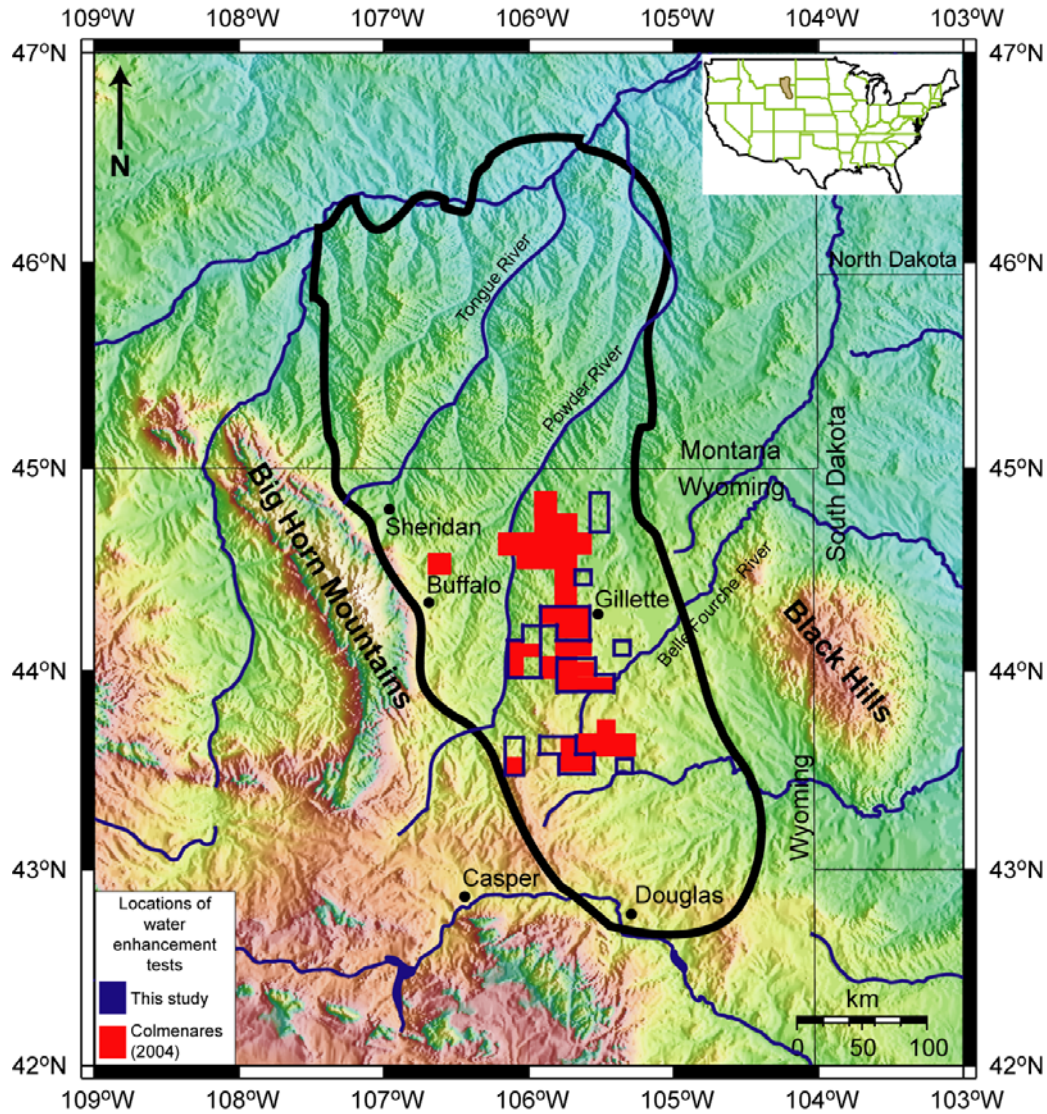 109°W 108°W 107°W 106°W 105°W 104°W 103°W
47°N 47°N
N
46°N 46°N
North Dakota
Tongue River
Powder River
45°N 45°N
Montana
Wyoming
South Dakota
Big Horn Mountains
Sheridan
Buffalo
Gillette
Belle Fourche River
Black Hills
44°N 44°N
Wyoming
43°N 43°N
Casper
Douglas
Locations of
water
enhancement
tests
This study
Colmenares
(2004)
km
0 50 100
42°N 42°N
109°W 108°W 107°W 106°W 105°W 104°W 103°W